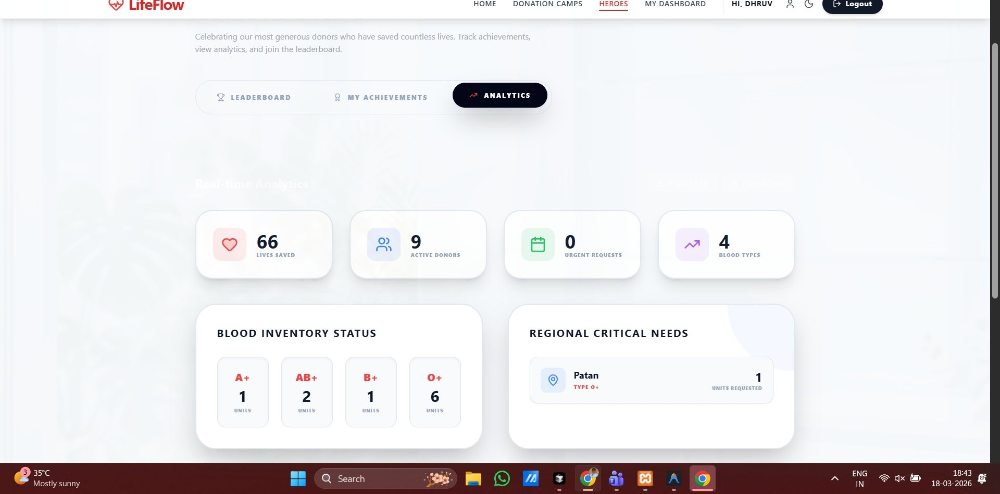 LifeFlow
HOME DONATION CAMPS HEROES MY DASHBOARD HI, DHRUV Logout
Celebrating our most generous donors who have saved countless lives. Track achievements,
view analytics, and join the leaderboard.
LEADERBOARD MY ACHIEVEMENTS ANALYTICS
Real-time Analytics
66
LIVES SAVED
9
ACTIVE DONORS
0
URGENT REQUESTS
4
BLOOD TYPES
BLOOD INVENTORY STATUS
A+
1
UNITS
AB+
2
UNITS
B+
1
UNITS
O+
6
UNITS
REGIONAL CRITICAL NEEDS
Patan
TYPE O+
1
UNITS REQUESTED
3
35°C
Mostly sunny
Search
ENG
IN
18:43
18-03-2026